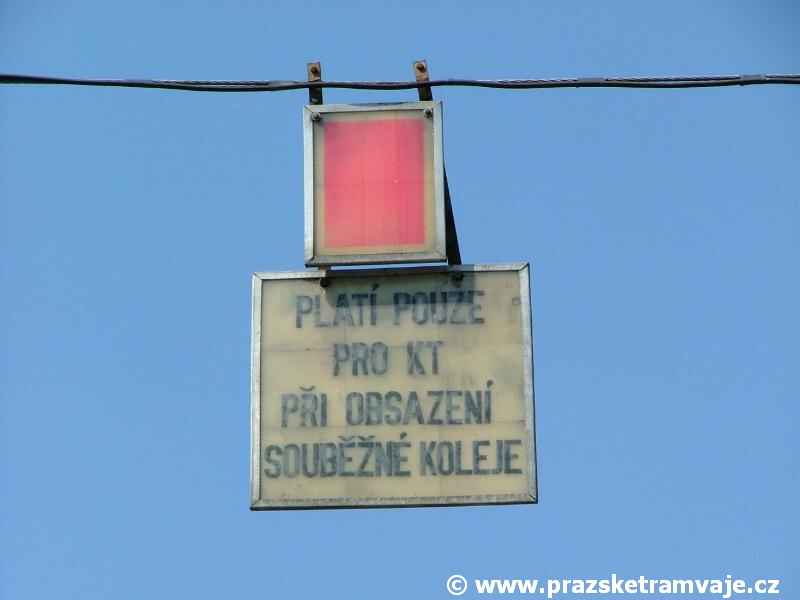 PLATÍ POUZE
PRO KT
PŘI OBSAZENÍ
SOUBĚŽNÉ KOLEJE
© www.prazsketramvaje.cz